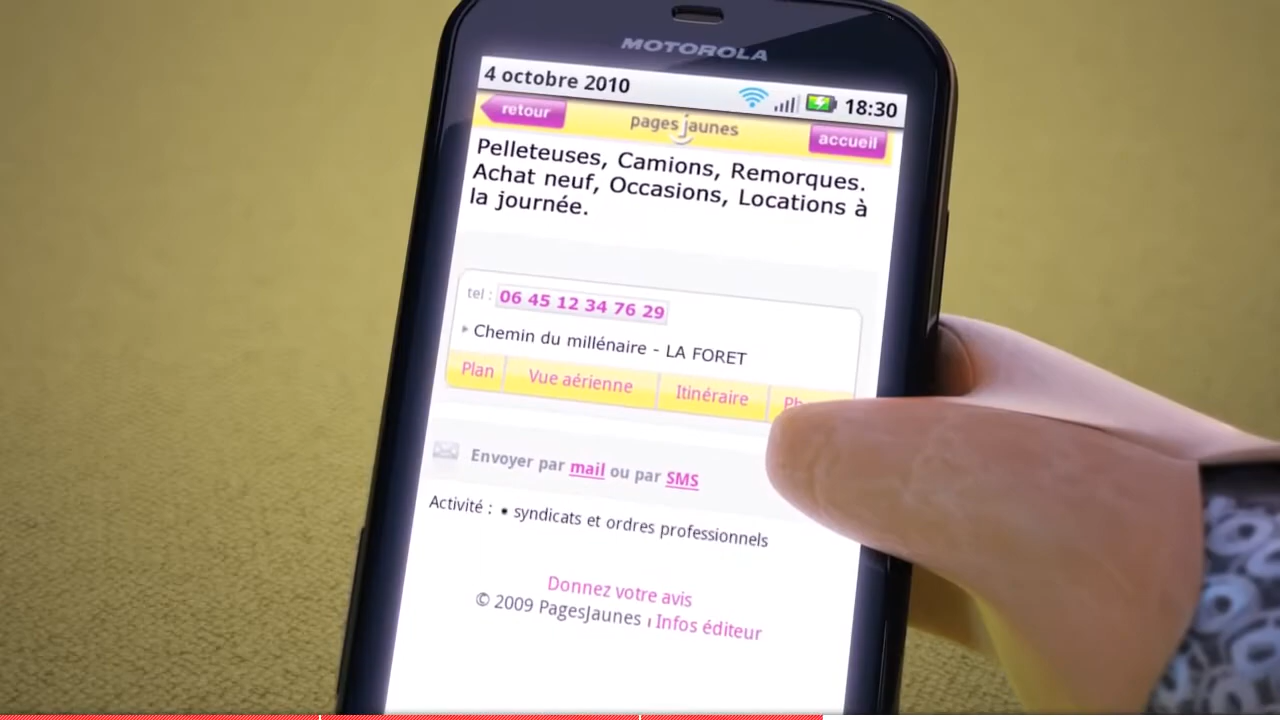 MOTOROLA
4 octobre 2010
18:30
retour
pages jaunes
accueil
Pelleteuses, Camions, Remorques.
Achat neuf, Occasions, Locations à
la journée.
tel : 06 45 12 34 76 29
Chemin du millénaire - LA FORET
Plan
Vue aérienne
Itinéraire
Envoyer par mail ou par SMS
Activité : • syndicats et ordres professionnels
Donnez votre avis
© 2009 PagesJaunes ı Infos éditeur